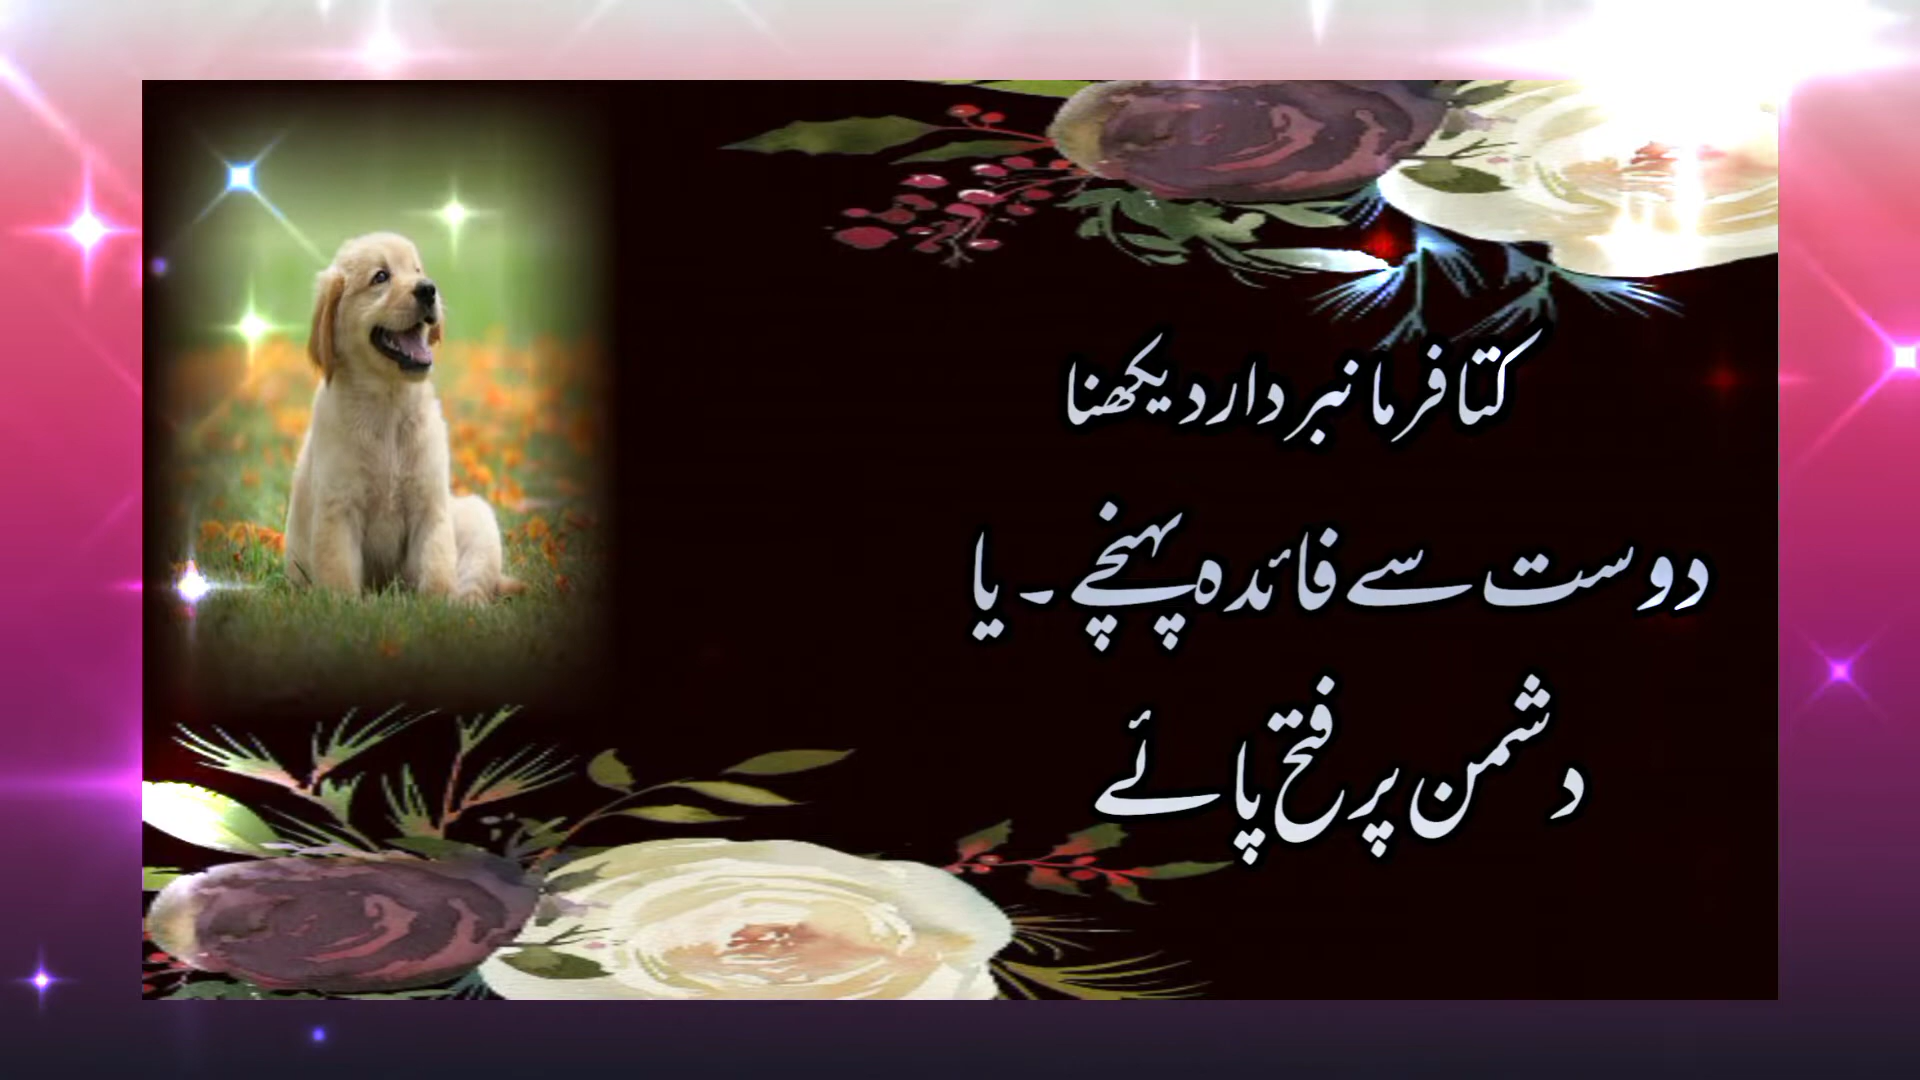 کتا فرمانبردار دیکھنا
دوست سے فائدہ پہنچے ۔ یا
دشمن پر فتح پائے